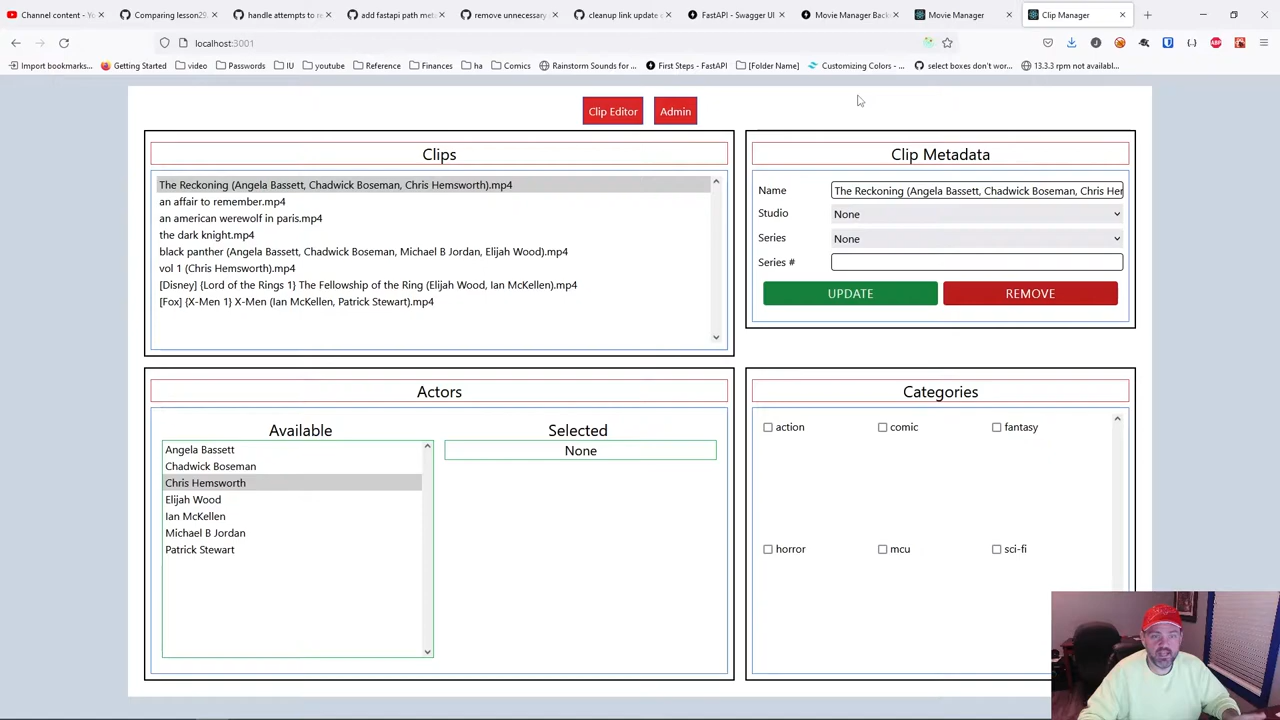 Channel content - Y
Comparing lesson29
handle attempts to re
add fastapi path met
remove unnecessary
cleanup link update e
FastAPI - Swagger UI
Movie Manager Bac
Movie Manager
Clip Manager
localhost:3001
Import bookmarks...
Getting Started
video
Passwords
IU
youtube
Reference
Finances
ha
Comics
Rainstorm Sounds for ...
First Steps - FastAPI
[Folder Name]
Customizing Colors - ...
select boxes don't wor...
13.3.3 rpm not availabl...
Clip Editor
Admin
Clips
The Reckoning (Angela Bassett, Chadwick Boseman, Chris Hemsworth).mp4
an affair to remember.mp4
an american werewolf in paris.mp4
the dark knight.mp4
black panther (Angela Bassett, Chadwick Boseman, Michael B Jordan, Elijah Wood).mp4
vol 1 (Chris Hemsworth).mp4
[Disney] {Lord of the Rings 1} The Fellowship of the Ring (Elijah Wood, Ian McKellen).mp4
[Fox] {X-Men 1} X-Men (Ian McKellen, Patrick Stewart).mp4
Clip Metadata
Name The Reckoning (Angela Bassett, Chadwick Boseman, Chris Her
Studio None
Series None
Series #
UPDATE REMOVE
Actors
Available
Angela Bassett
Chadwick Boseman
Chris Hemsworth
Elijah Wood
Ian McKellen
Michael B Jordan
Patrick Stewart
Selected
None
Categories
action comic fantasy
horror mcu sci-fi